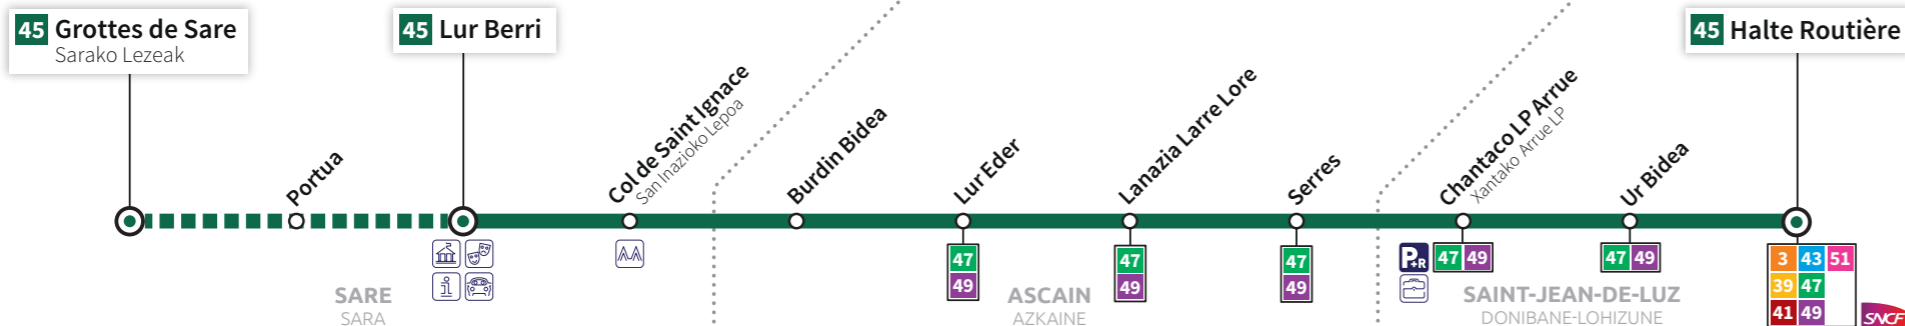 45 Grottes de Sare
Sarako Lezeak
Portua
45 Lur Berri
Col de Saint Ignace
San Inazioko Lepoa
Burdin Bidea
Lur Eder
47
49
Lanazia Larre Lore
47
49
Serres
47
49
Chantaco LP Arrue
Xantako Arrue LP
P+R
47 49
Ur Bidea
47 49
45 Halte Routière
3 43 51
39 47
41 49
SNCF
SARE
SARA
ASCAIN
AZKAINE
SAINT-JEAN-DE-LUZ
DONIBANE-LOHIZUNE